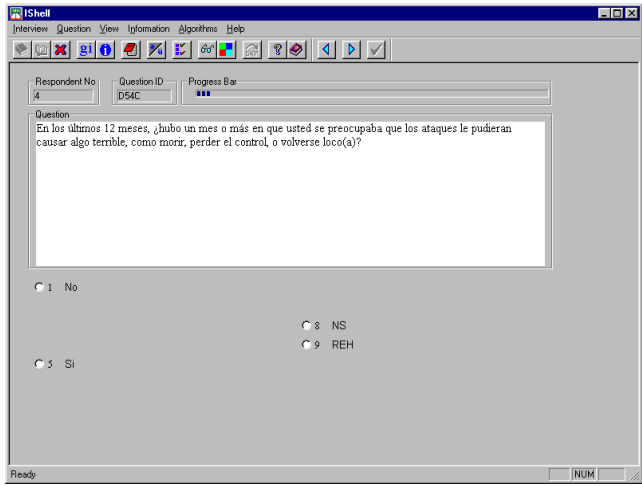 IShell
Interview Question View Information Algorithms Help
gi
Respondent No Question ID Progress Bar
4 D54C
Question
En los últimos 12 meses, ¿hubo un mes o más en que usted se preocupaba que los ataques le pudieran
causar algo terrible, como morir, perder el control, o volverse loco(a)?
1 No
8 NS
9 REH
5 Si
Ready NUM